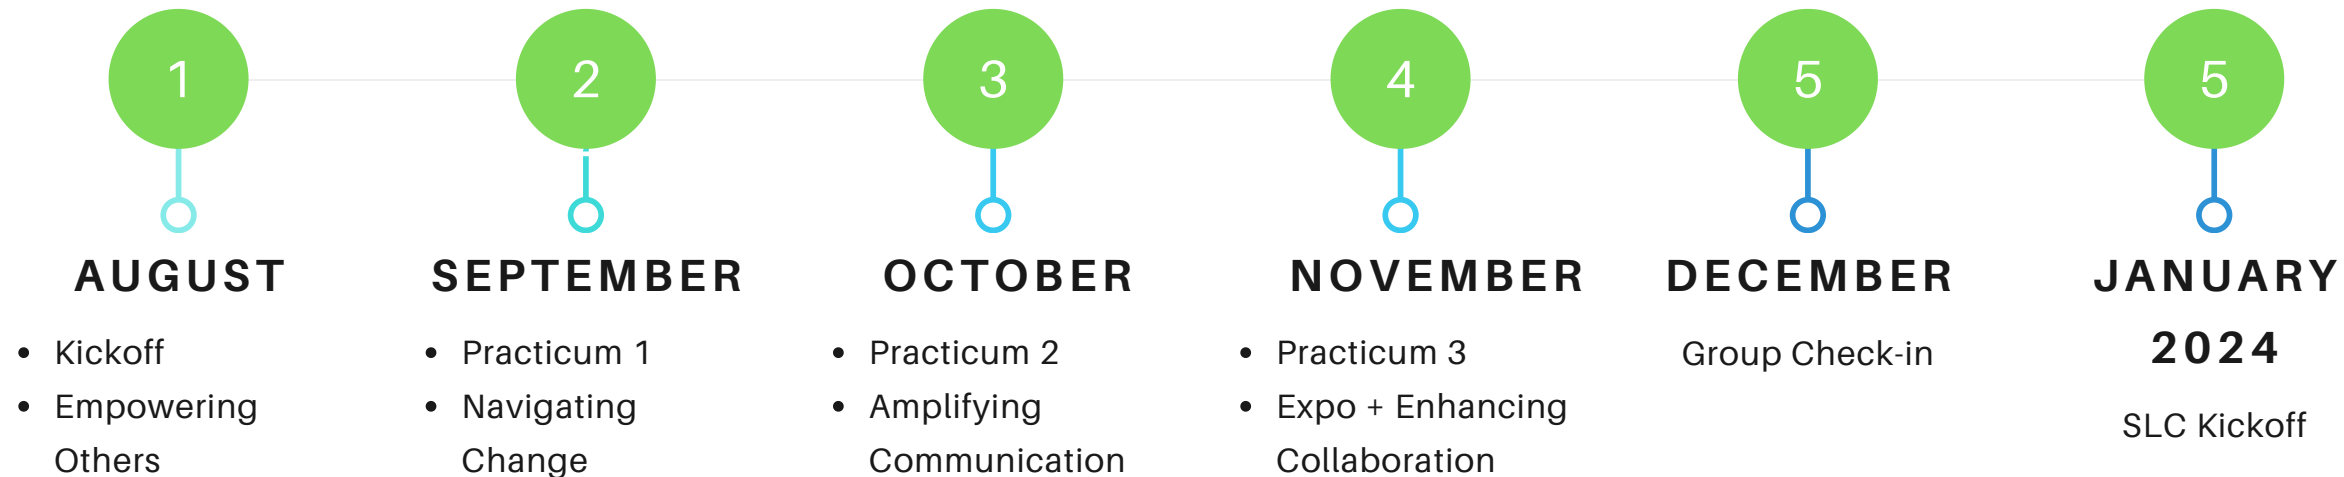 1
2
3
4
5
5
AUGUST
• Kickoff
• Empowering
Others
SEPTEMBER
• Practicum 1
• Navigating
Change
OCTOBER
• Practicum 2
• Amplifying
Communication
NOVEMBER
• Practicum 3
• Expo + Enhancing
Collaboration
DECEMBER
Group Check-in
JANUARY
2024
SLC Kickoff